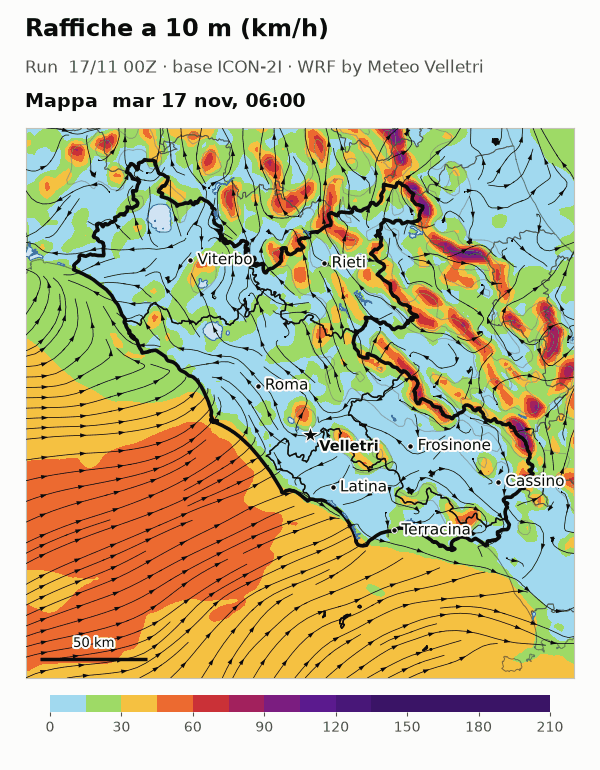 Raffiche a 10 m (km/h)
Run 17/11 00Z · base ICON-2I · WRF by Meteo Velletri
Mappa mar 17 nov, 06:00
Viterbo
Rieti
Roma
Velletri
Frosinone
Cassino
Latina
Terracina
50 km
0 30 60 90 120 150 180 210